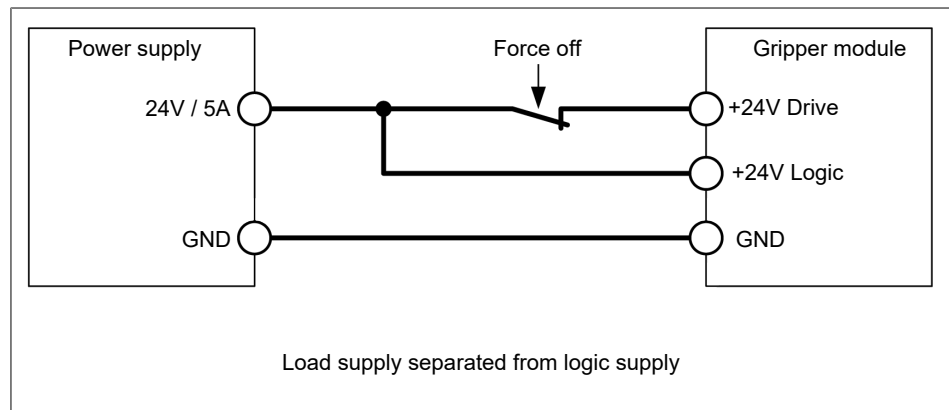 Power supply
Force off
Gripper module
24V / 5A
+24V Drive
+24V Logic
GND
GND
Load supply separated from logic supply